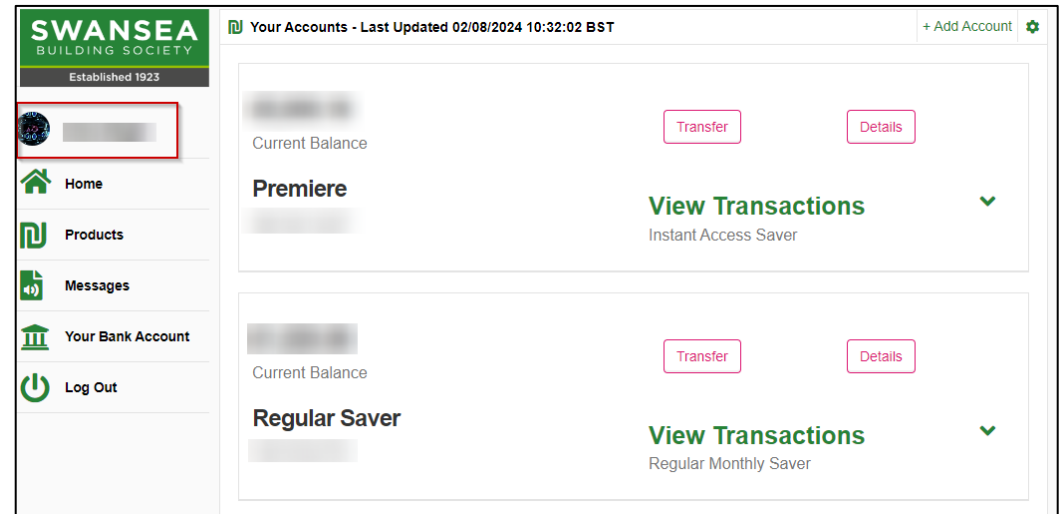 SWANSEA
BUILDING SOCIETY
Established 1923
Home
Products
Messages
Your Bank Account
Log Out
Your Accounts - Last Updated 02/08/2024 10:32:02 BST
+ Add Account
Current Balance
Transfer
Details
Premiere
View Transactions
Instant Access Saver
Current Balance
Transfer
Details
Regular Saver
View Transactions
Regular Monthly Saver